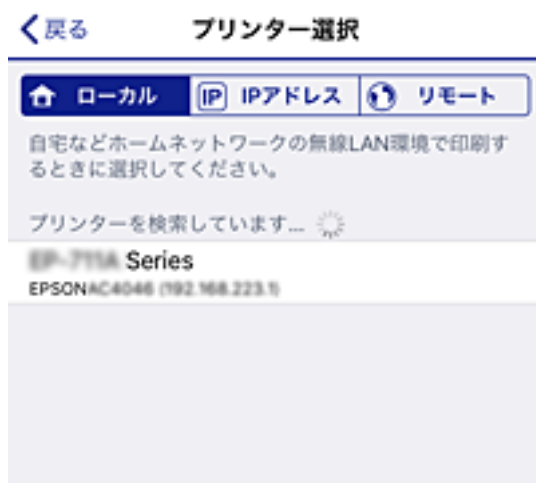 戻る プリンター選択
ローカル IP IPアドレス リモート
自宅などホームネットワークの無線LAN環境で印刷す
るときに選択してください。
プリンターを検索しています...
Series
EPSON